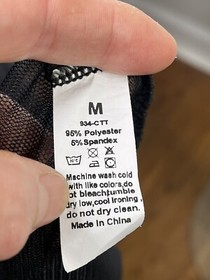 M
934-CTT
95% Polyester
5%Spandex
Machine wash cold
with like colors,do
not bleach,tumble
dry low,cool ironing
do not dry clean.
Made in China